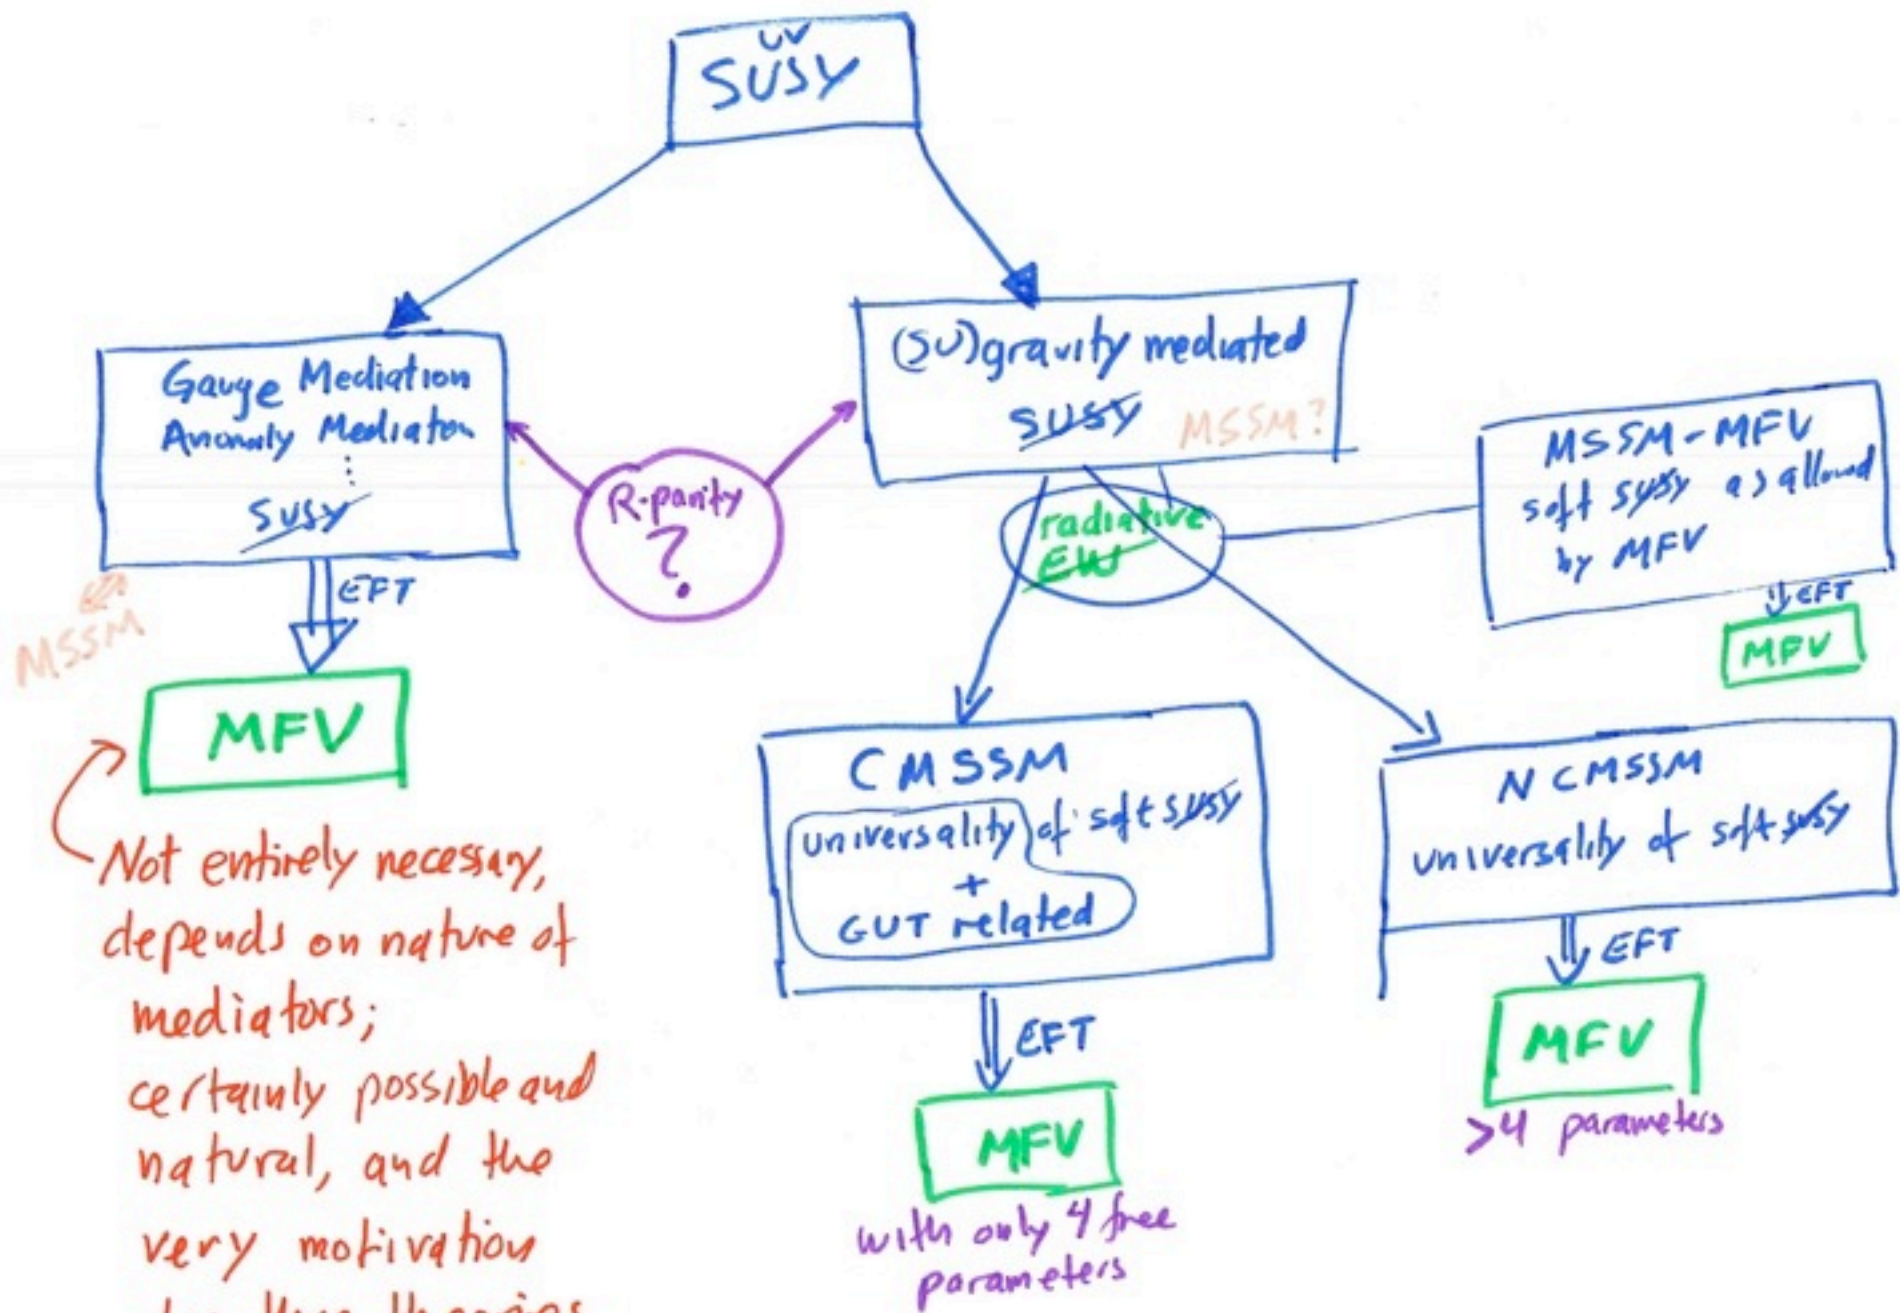 UV
SUSY
Gauge Mediation
Anomaly Mediaton
SUSY
MSSM
EFT
MFV
Not entirely necessary,
depends on nature of
mediators;
certainly possible and
natural, and the
very motivation
R-parity
?
(SU)gravity mediated
SUSY MSSM?
radiative
EW
MSSM-MFV
soft SUSY as allowed
by MFV
EFT
MFV
CMSSM
universality of soft SUSY
+
GUT related
EFT
MFV
with only 4 free
parameters
NCMSSM
universality of soft SUSY
EFT
MFV
>4 parameters